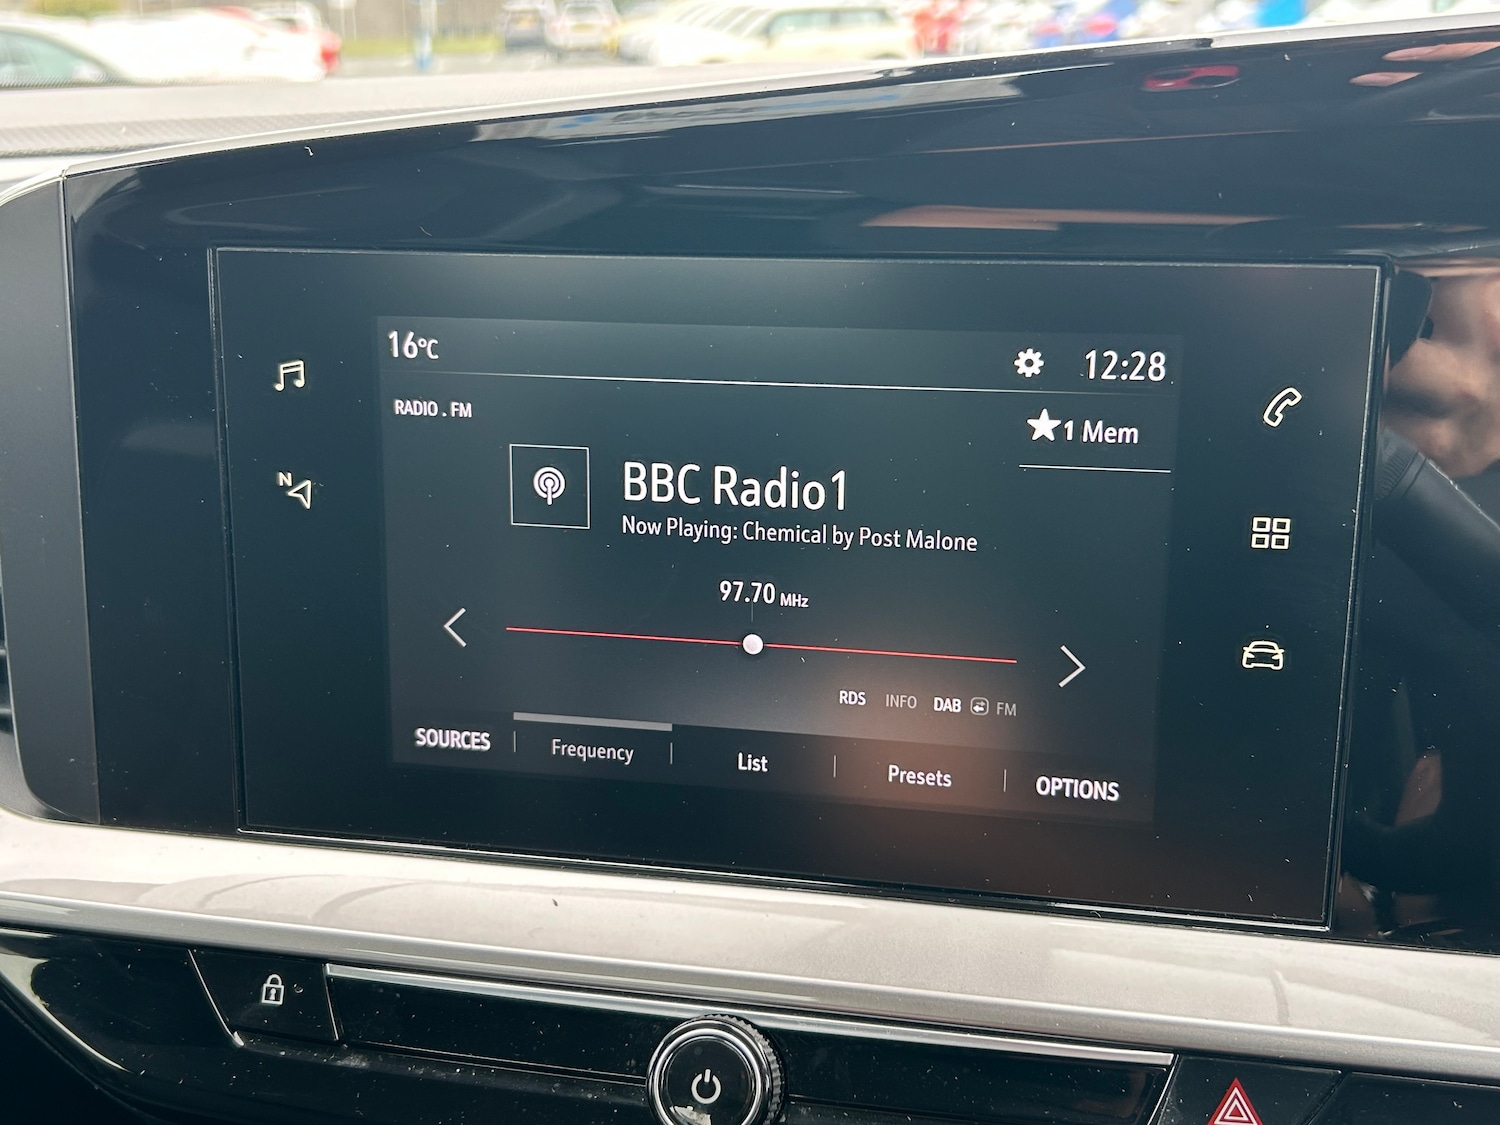 16°C
12:28
RADIO . FM
1 Mem
N
BBC Radio1
Now Playing: Chemical by Post Malone
97.70 MHz
RDS INFO DAB FM
SOURCES Frequency List Presets OPTIONS